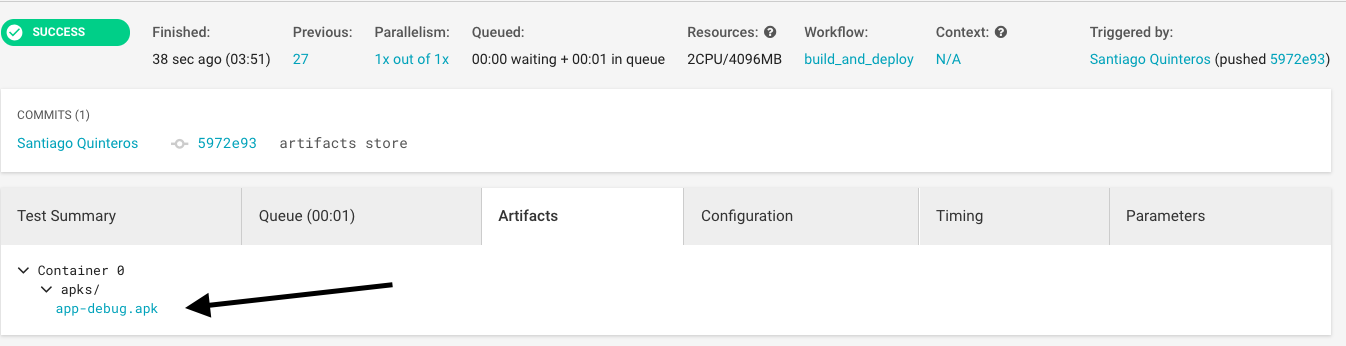 SUCCESS
Finished: Previous: Parallelism: Queued: Resources: Workflow: Context: Triggered by:
38 sec ago (03:51) 27 1x out of 1x 00:00 waiting + 00:01 in queue 2CPU/4096MB build_and_deploy N/A Santiago Quinteros (pushed 5972e93)
COMMITS (1)
Santiago Quinteros 5972e93 artifacts store
Test Summary Queue (00:01) Artifacts Configuration Timing Parameters
Container 0
apks/
app-debug.apk